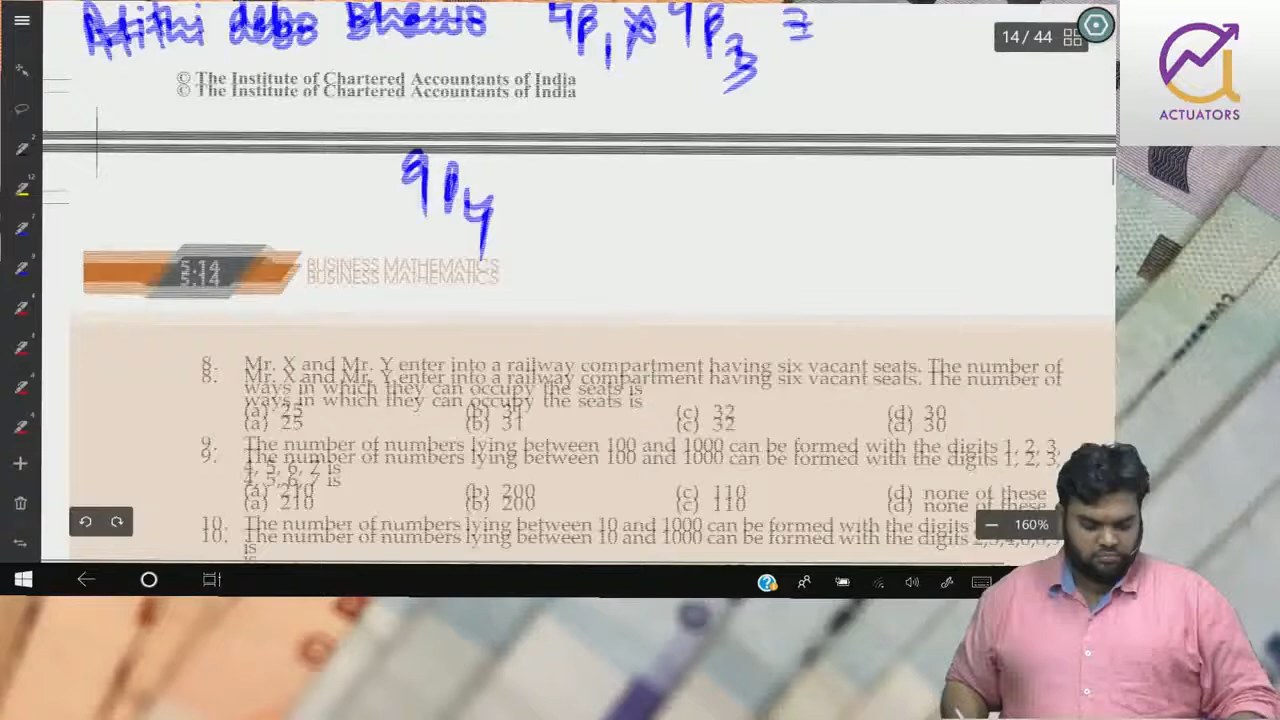 Atithi debo Bhawo 4P1 × 4P3 =
14 / 44
ACTUATORS
© The Institute of Chartered Accountants of India
9P4
5.14 BUSINESS MATHEMATICS
8. Mr. X and Mr. Y enter into a railway compartment having six vacant seats. The number of
ways in which they can occupy the seats is
(a) 25 (b) 31 (c) 32 (d) 30
9. The number of numbers lying between 100 and 1000 can be formed with the digits 1, 2, 3,
4, 5, 6, 7 is
(a) 210 (b) 200 (c) 110 (d) none of these
10. The number of numbers lying between 10 and 1000 can be formed with the digits
is
160%